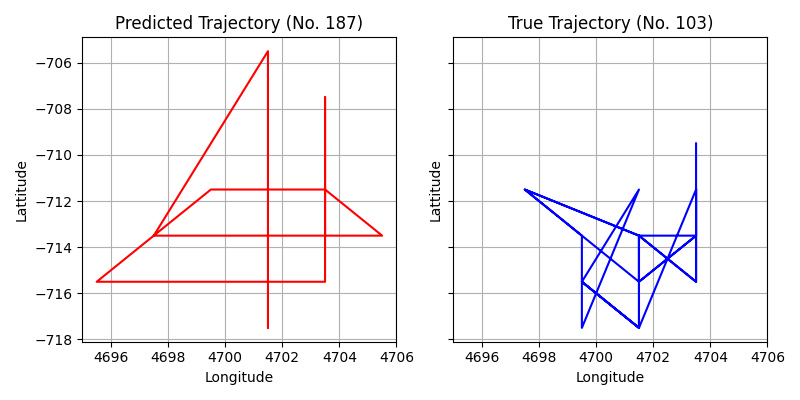 Predicted Trajectory (No. 187)
True Trajectory (No. 103)
−706
−708
−710
−712
−714
−716
−718
Lattitude
Lattitude
4696 4698 4700 4702 4704 4706
4696 4698 4700 4702 4704 4706
Longitude
Longitude